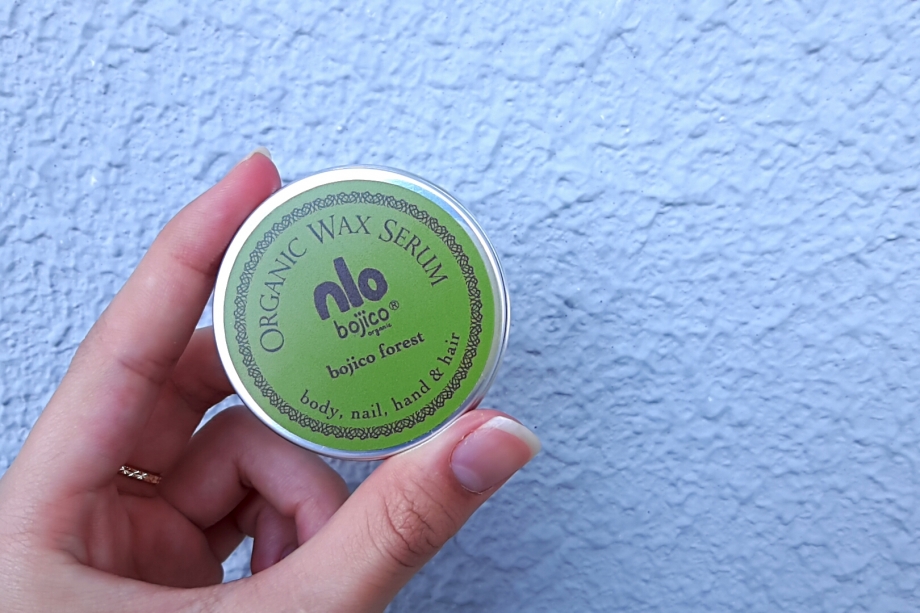 ORGANIC WAX SERUM
nlo
bojico®
organic
bojico forest
body, nail, hand & hair